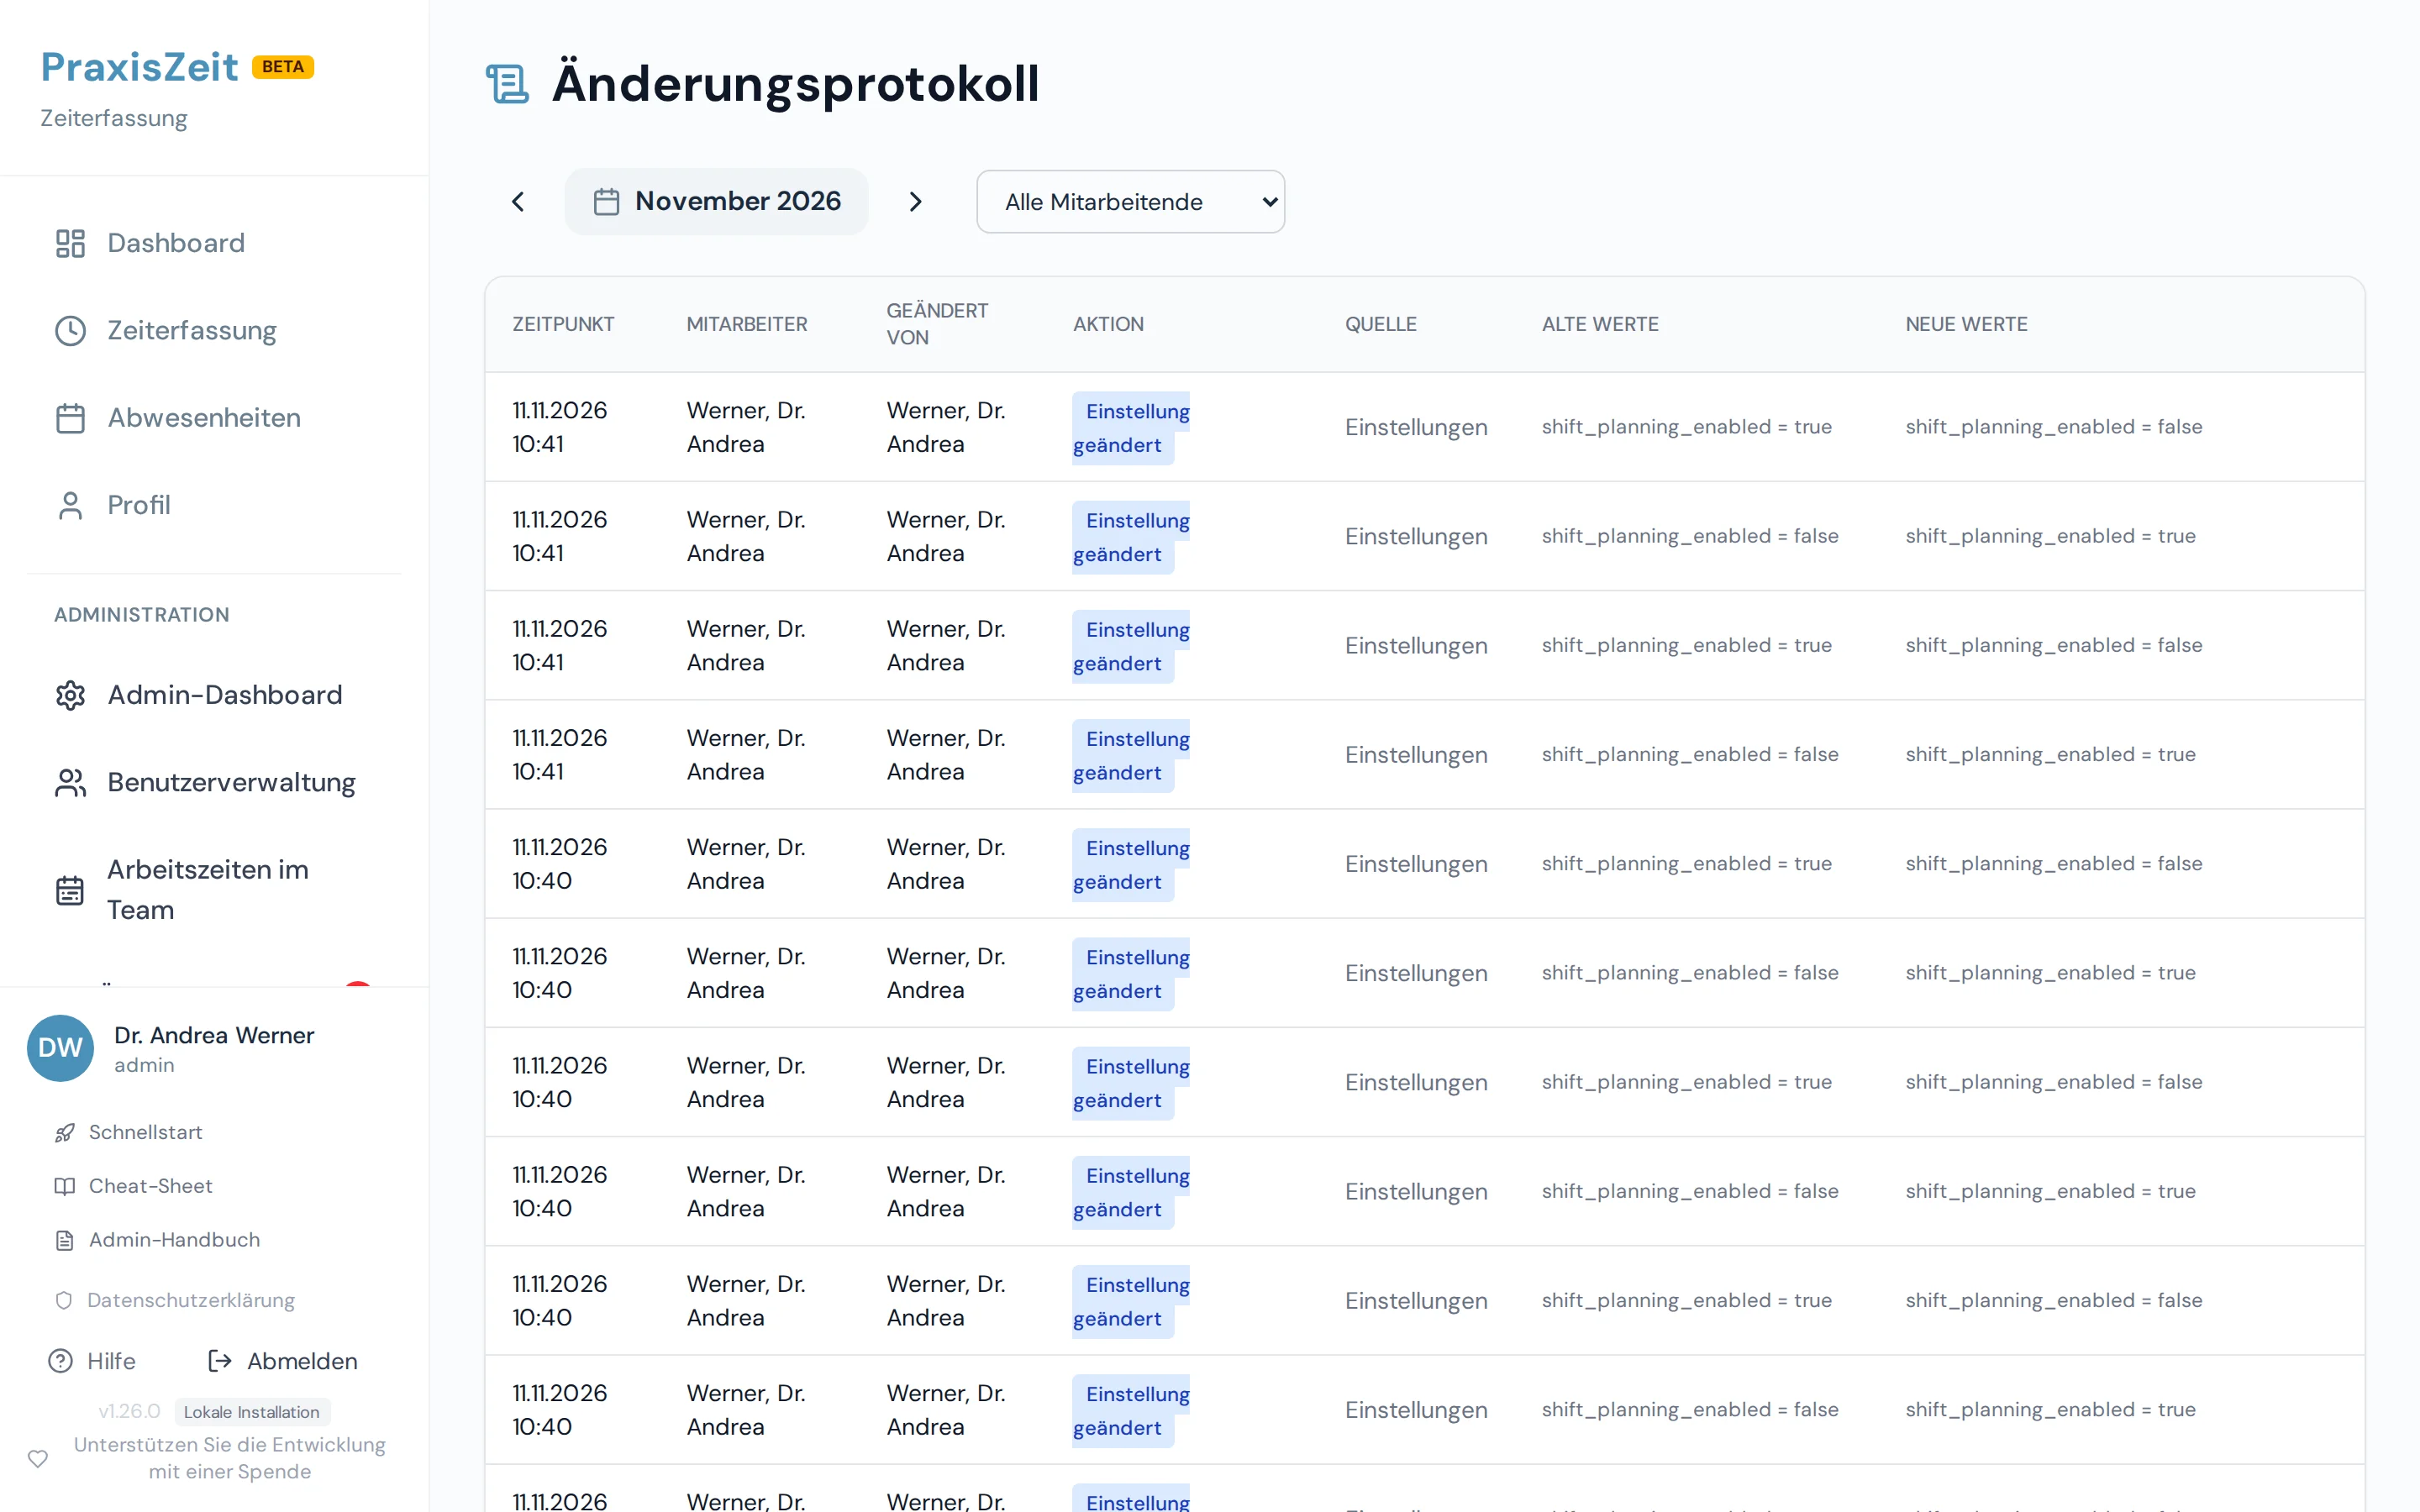 PraxisZeit BETA
Zeiterfassung
Dashboard
Zeiterfassung
Abwesenheiten
Profil
ADMINISTRATION
Admin-Dashboard
Benutzerverwaltung
Arbeitszeiten im
Team
DW
Dr. Andrea Werner
admin
Schnellstart
Cheat-Sheet
Admin-Handbuch
Datenschutzerklärung
Hilfe Abmelden
v1.26.0 Lokale Installation
Unterstützen Sie die Entwicklung
mit einer Spende
Änderungsprotokoll
November 2026 Alle Mitarbeitende
ZEITPUNKT MITARBEITER GEÄNDERT VON AKTION QUELLE ALTE WERTE NEUE WERTE
11.11.2026 Werner, Dr. Werner, Dr. Einstellung
10:41 Andrea Andrea geändert Einstellungen shift_planning_enabled = true shift_planning_enabled = false
11.11.2026 Werner, Dr. Werner, Dr. Einstellung
10:41 Andrea Andrea geändert Einstellungen shift_planning_enabled = false shift_planning_enabled = true
11.11.2026 Werner, Dr. Werner, Dr. Einstellung
10:41 Andrea Andrea geändert Einstellungen shift_planning_enabled = true shift_planning_enabled = false
11.11.2026 Werner, Dr. Werner, Dr. Einstellung
10:41 Andrea Andrea geändert Einstellungen shift_planning_enabled = false shift_planning_enabled = true
11.11.2026 Werner, Dr. Werner, Dr. Einstellung
10:40 Andrea Andrea geändert Einstellungen shift_planning_enabled = true shift_planning_enabled = false
11.11.2026 Werner, Dr. Werner, Dr. Einstellung
10:40 Andrea Andrea geändert Einstellungen shift_planning_enabled = false shift_planning_enabled = true
11.11.2026 Werner, Dr. Werner, Dr. Einstellung
10:40 Andrea Andrea geändert Einstellungen shift_planning_enabled = true shift_planning_enabled = false
11.11.2026 Werner, Dr. Werner, Dr. Einstellung
10:40 Andrea Andrea geändert Einstellungen shift_planning_enabled = false shift_planning_enabled = true
11.11.2026 Werner, Dr. Werner, Dr. Einstellung
10:40 Andrea Andrea geändert Einstellungen shift_planning_enabled = true shift_planning_enabled = false
11.11.2026 Werner, Dr. Werner, Dr. Einstellung
10:40 Andrea Andrea geändert Einstellungen shift_planning_enabled = false shift_planning_enabled = true
11.11.2026 Werner, Dr. Werner, Dr. Einstellung